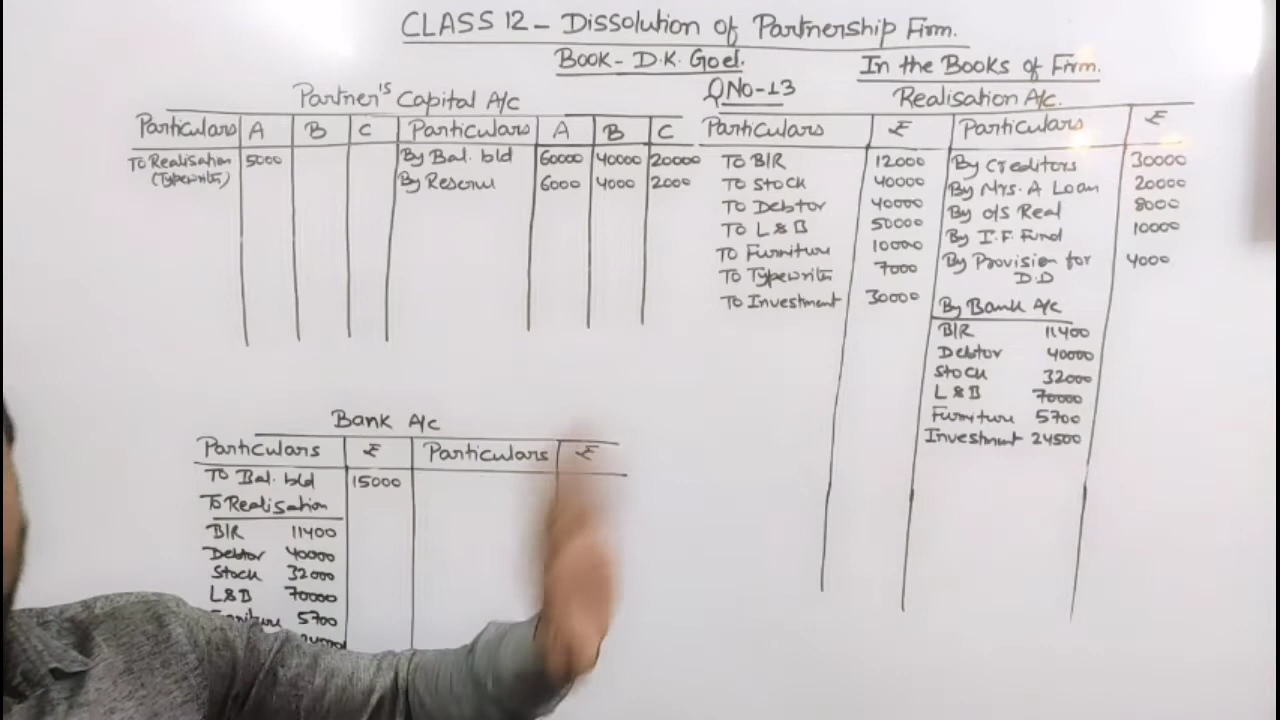 CLASS 12 - Dissolution of Partnership Firm.
Book - D.K. Goel.
In the Books of Firm.
Partner's Capital A/c
Particulars A B C Particulars A B C
To Realisation 5000 By Bal. b/d 60000 40000 20000
(Typewriter)
By Reserve 6000 4000 2000
QNo-13
Realisation A/c.
Particulars ₹ Particulars ₹
To B/R 12000 By Creditors 30000
To Stock 40000 By Mrs. A Loan 20000
To Debtor 40000 By o/s Real 8000
To L & B 50000 By I.F. Fund 10000
To Furniture 10000 By Provision for 4000
D.D
To Typewriter 7000
To Investment 30000 By Bank A/c
B/R 11400
Debtor 40000
Stock 32000
L & B 70000
Furniture 5700
Investment 24500
Bank A/c
Particulars ₹ Particulars ₹
To Bal. b/d 15000
To Realisation
B/R 11400
Debtor 40000
Stock 32000
L & B 70000
5700